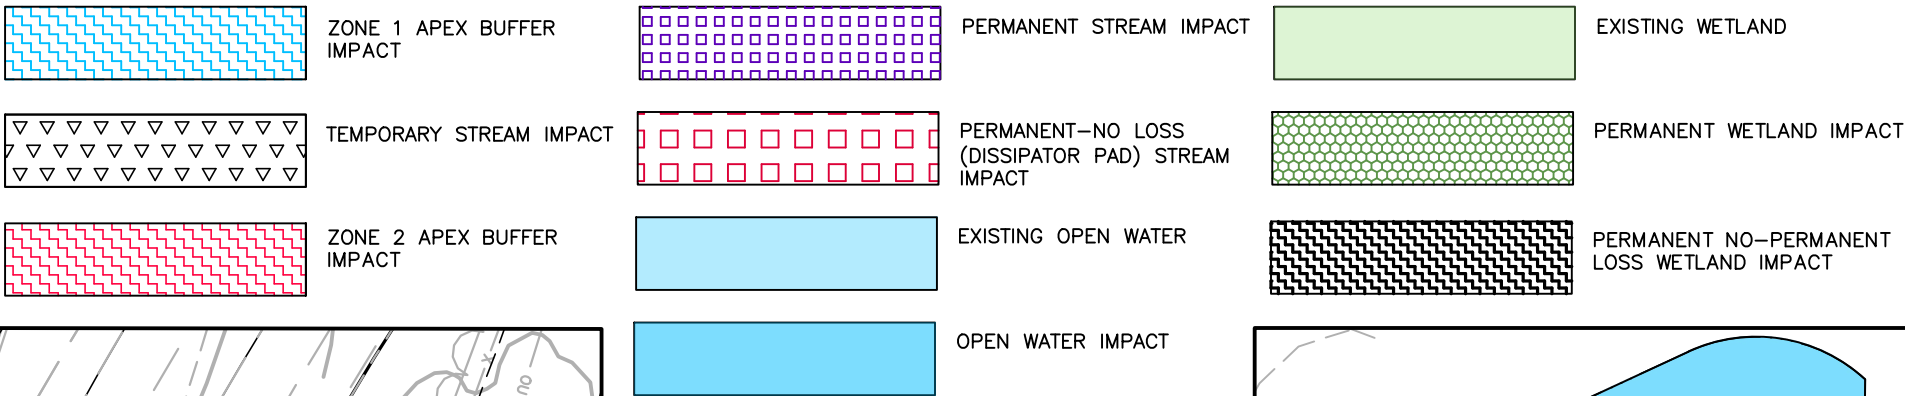 ZONE 1 APEX BUFFER
IMPACT
PERMANENT STREAM IMPACT
EXISTING WETLAND
TEMPORARY STREAM IMPACT
PERMANENT–NO LOSS
(DISSIPATOR PAD) STREAM
IMPACT
PERMANENT WETLAND IMPACT
ZONE 2 APEX BUFFER
IMPACT
EXISTING OPEN WATER
PERMANENT NO–PERMANENT
LOSS WETLAND IMPACT
OPEN WATER IMPACT
X